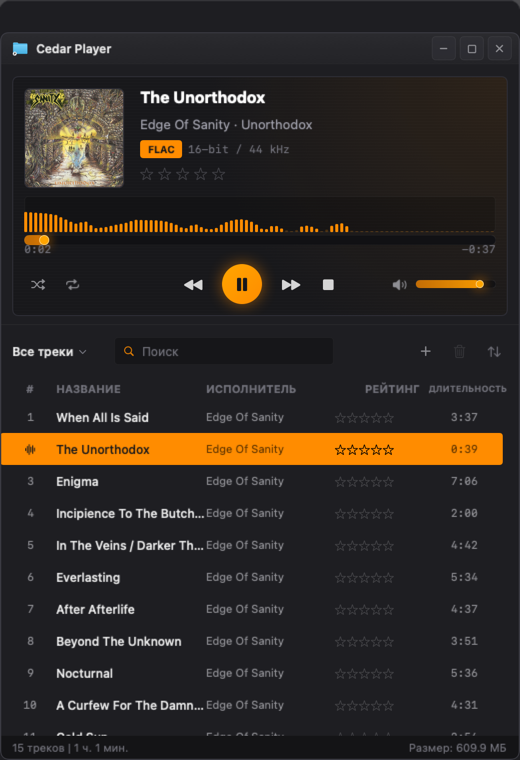 Cedar Player
SANITY
The Unorthodox
Edge Of Sanity · Unorthodox
FLAC 16-bit / 44 kHz
0:02 -0:37
Все треки Поиск
# НАЗВАНИЕ ИСПОЛНИТЕЛЬ РЕЙТИНГ ДЛИТЕЛЬНОСТЬ
1 When All Is Said Edge Of Sanity 3:37
The Unorthodox Edge Of Sanity 0:39
3 Enigma Edge Of Sanity 7:06
4 Incipience To The Butch... Edge Of Sanity 2:00
5 In The Veins / Darker Th... Edge Of Sanity 4:42
6 Everlasting Edge Of Sanity 5:34
7 After Afterlife Edge Of Sanity 4:37
8 Beyond The Unknown Edge Of Sanity 3:51
9 Nocturnal Edge Of Sanity 5:36
10 A Curfew For The Damn... Edge Of Sanity 4:31
15 треков | 1 ч. 1 мин. Размер: 609.9 МБ